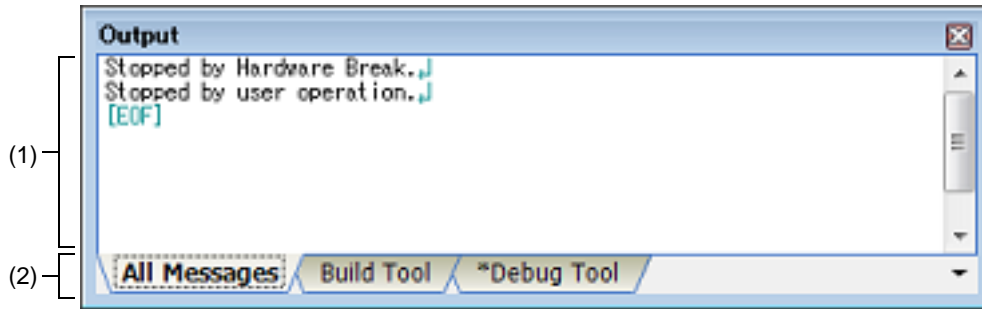 Output
Stopped by Hardware Break.↲
Stopped by user operation.↲
[EOF]
(1)
(2)
All Messages
Build Tool
*Debug Tool